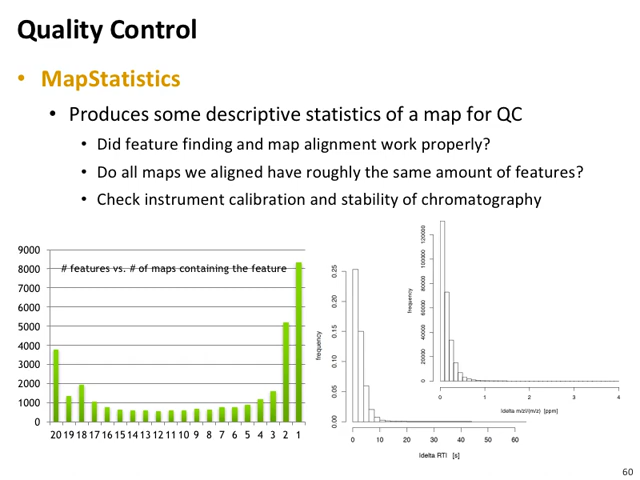 Quality Control
• MapStatistics
• Produces some descriptive statistics of a map for QC
• Did feature finding and map alignment work properly?
• Do all maps we aligned have roughly the same amount of features?
• Check instrument calibration and stability of chromatography
9000
8000
7000
6000
5000
4000
3000
2000
1000
0
# features vs. # of maps containing the feature
20 19 18 17 16 15 14 13 12 11 10 9 8 7 6 5 4 3 2 1
frequency
0.25
0.20
0.15
0.10
0.05
0.00
0 10 20 30 40 50 60
|delta RT| [s]
frequency
120000
100000
80000
60000
40000
20000
0
0 1 2 3 4
|delta m/z|/(m/z) [ppm]
60